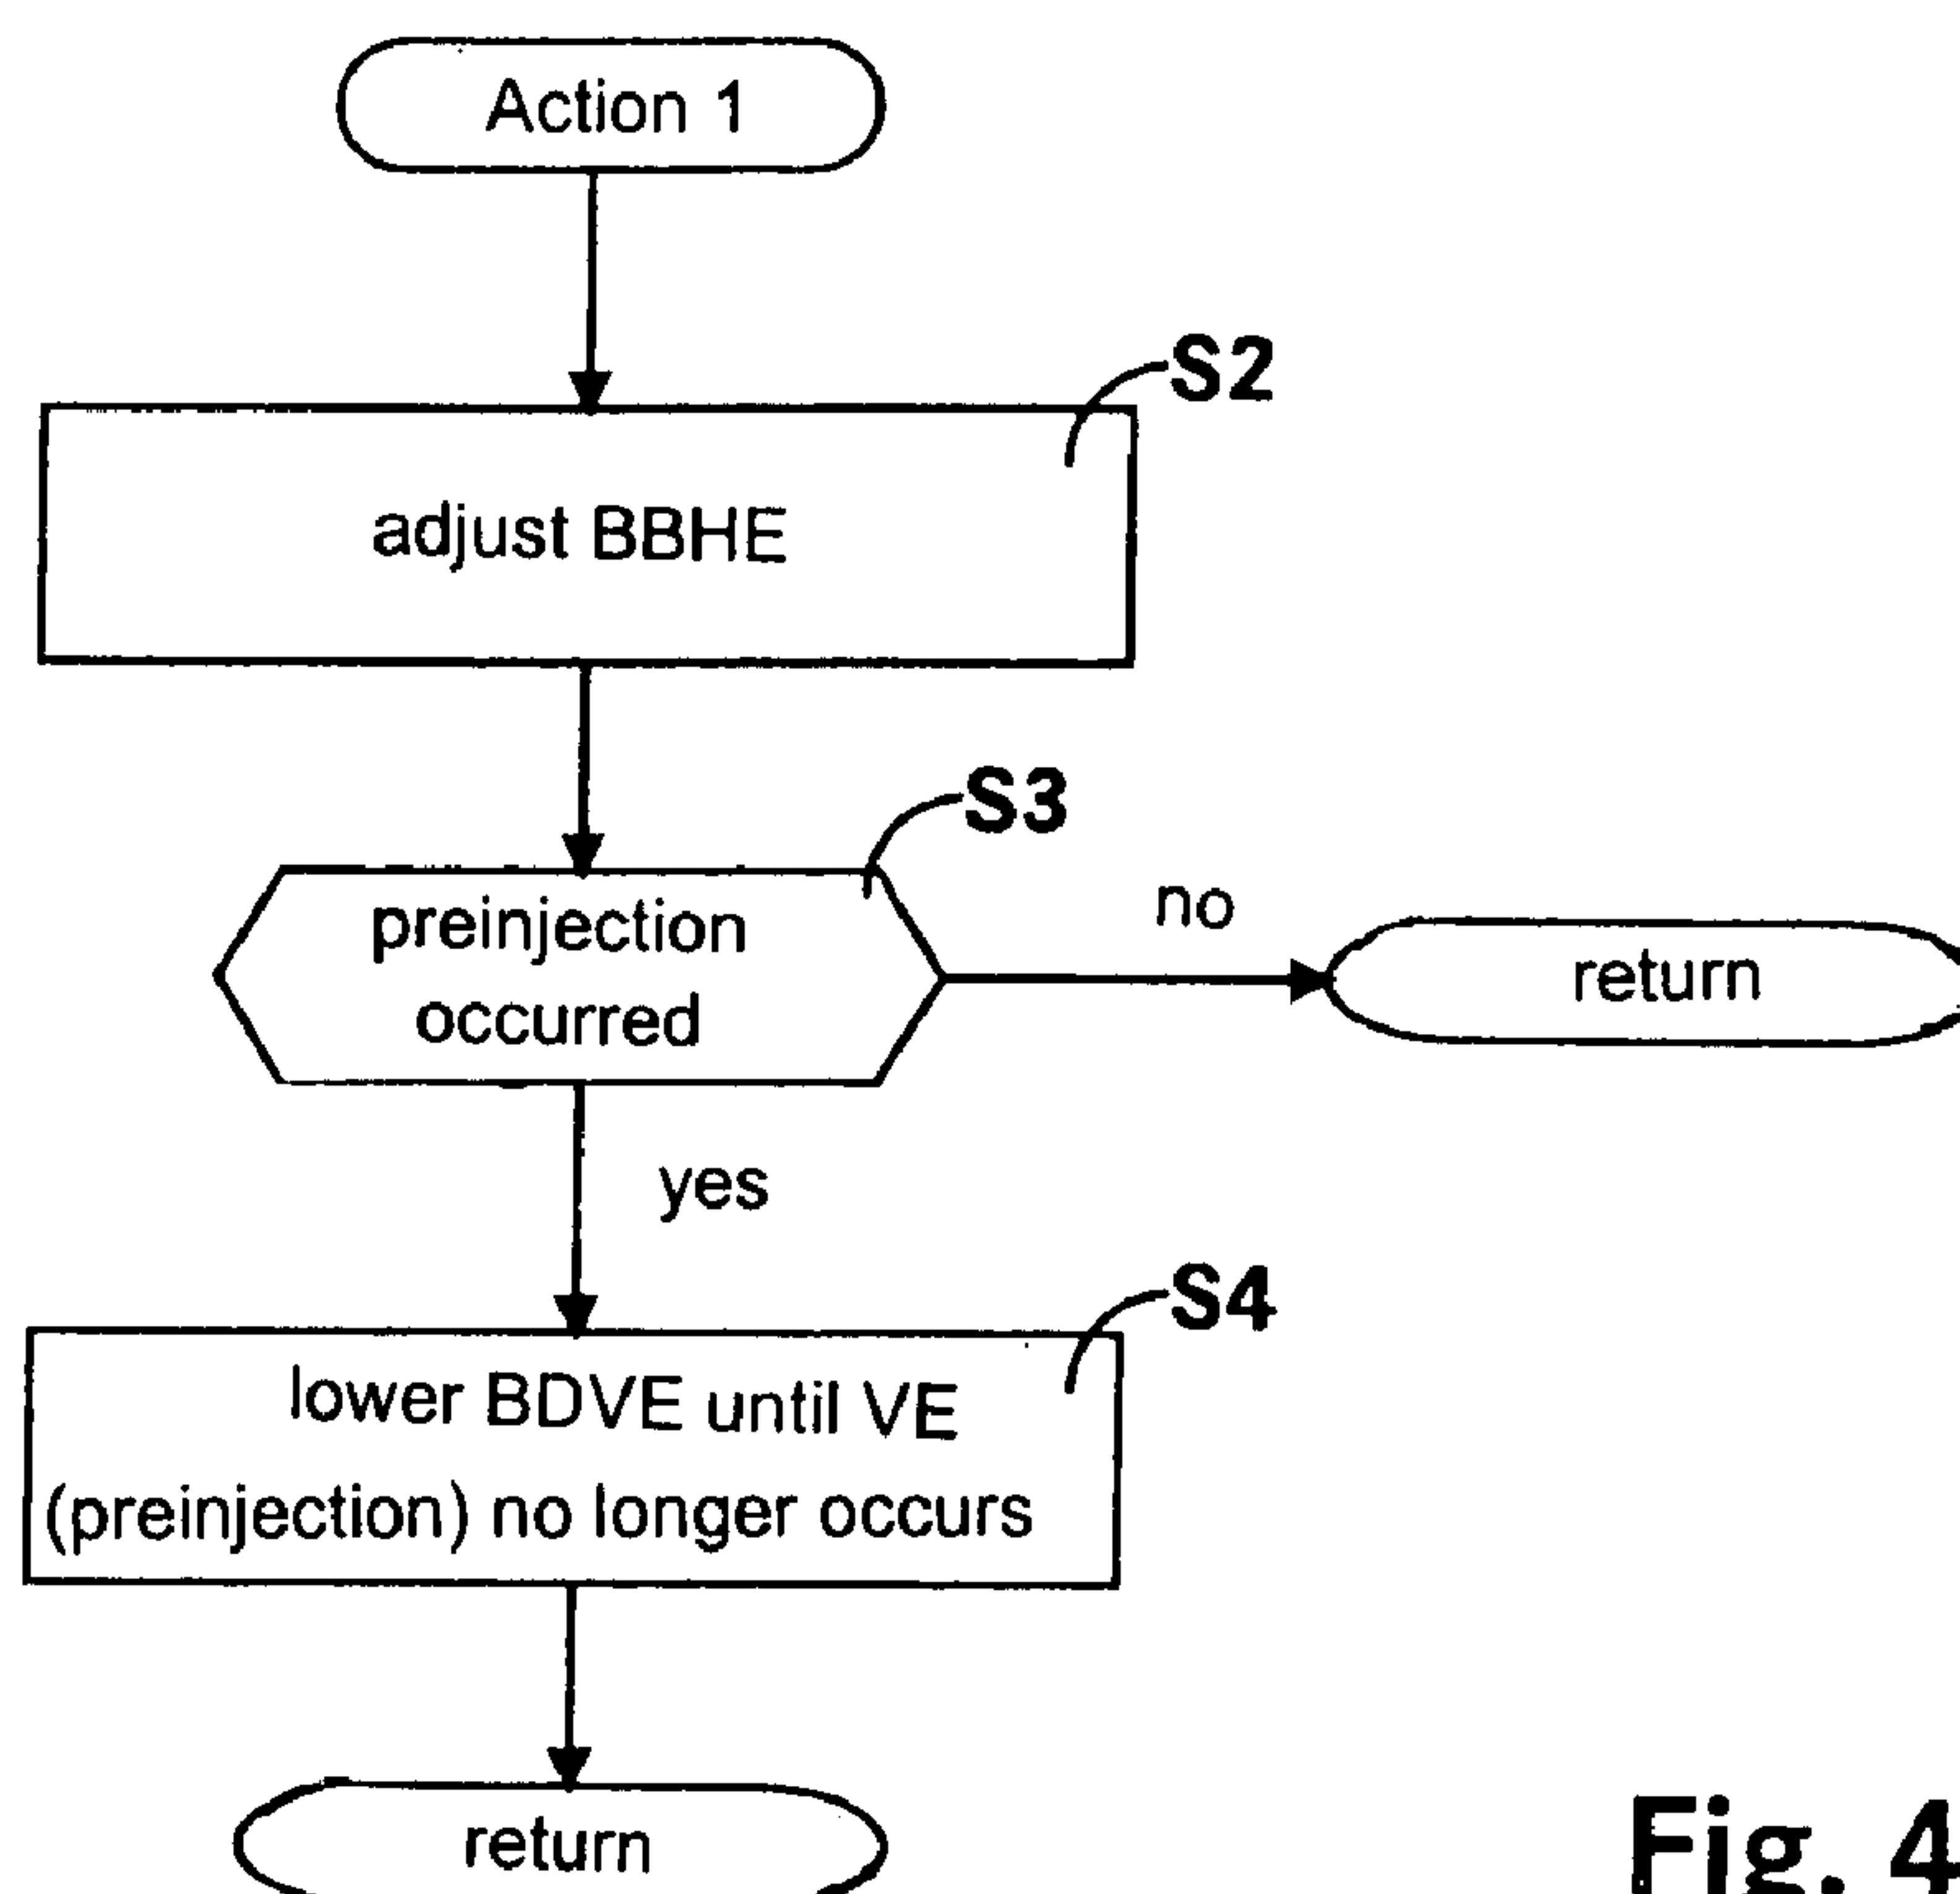 Action 1
S2
adjust BBHE
S3
preinjection
occurred
no
return
yes
S4
lower BDVE until VE
(preinjection) no longer occurs
return
Fig. 4